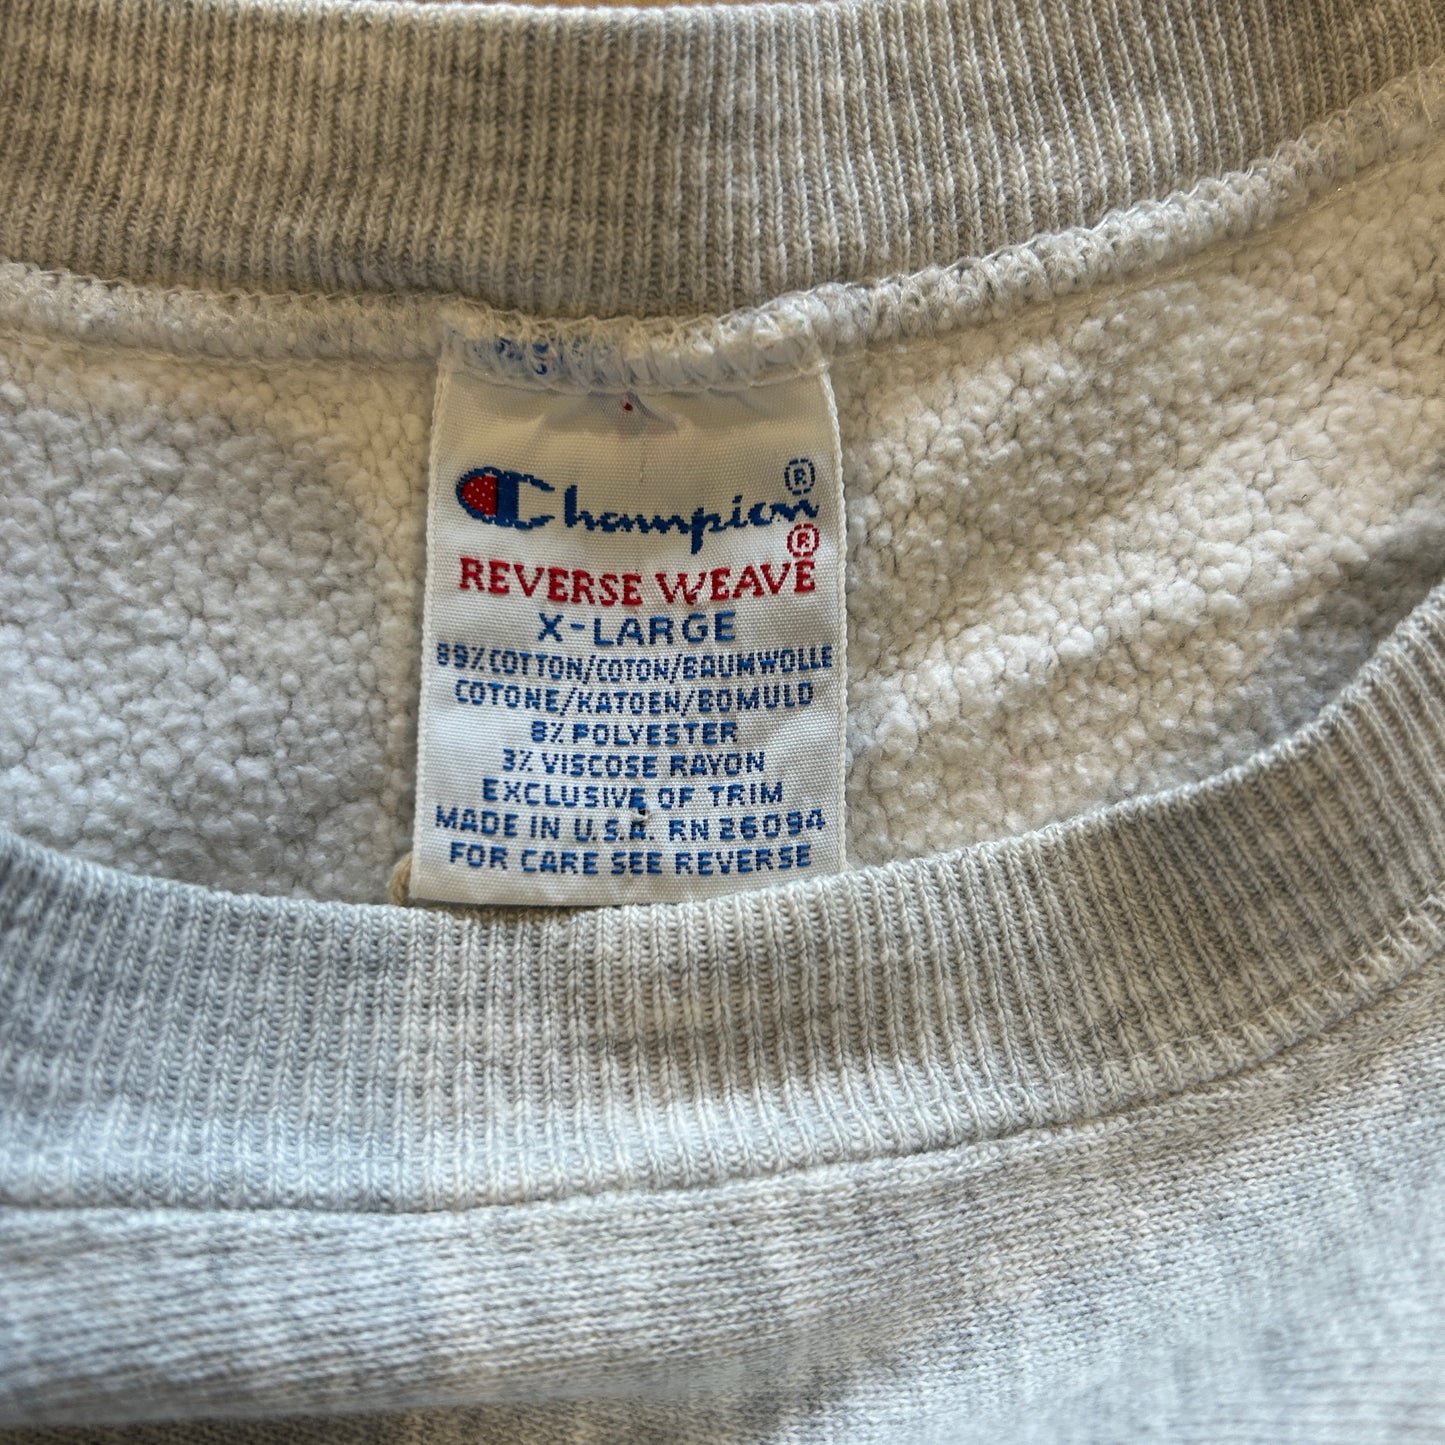 Champion®
REVERSE WEAVE®
X-LARGE
89% COTTON/COTON/BAUMWOLLE
COTONE/KATOEN/BOMULD
8% POLYESTER
3% VISCOSE RAYON
EXCLUSIVE OF TRIM
MADE IN U.S.A. RN 26094
FOR CARE SEE REVERSE